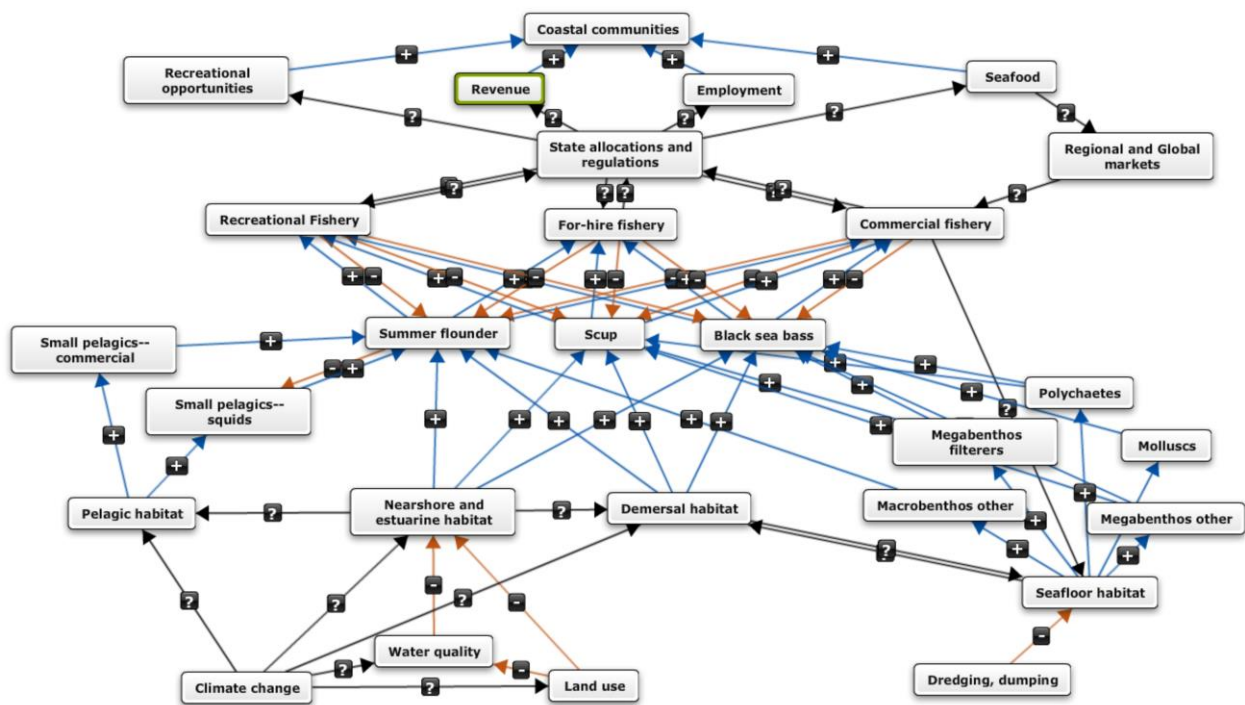 Coastal communities
+
+
+
+
Recreational
opportunities
Revenue
Employment
Seafood
?
?
?
?
?
State allocations and
regulations
Regional and Global
markets
?
?
?
?
?
?
?
Recreational Fishery
For-hire fishery
Commercial fishery
+
-
+
-
+
-
+
-
-
+
+
-
+
+
-
Summer flounder
Scup
Black sea bass
Small pelagics--
commercial
+
-
+
+
+
+
+
Polychaetes
Small pelagics--
squids
+
+
+
+
+
+
+
?
Megabenthos
filterers
Molluscs
+
+
Pelagic habitat
?
Nearshore and
estuarine habitat
?
Demersal habitat
Macrobenthos other
+
+
Megabenthos other
?
+
+
Seafloor habitat
?
?
?
-
-
-
Water quality
Climate change
?
?
-
Land use
Dredging, dumping